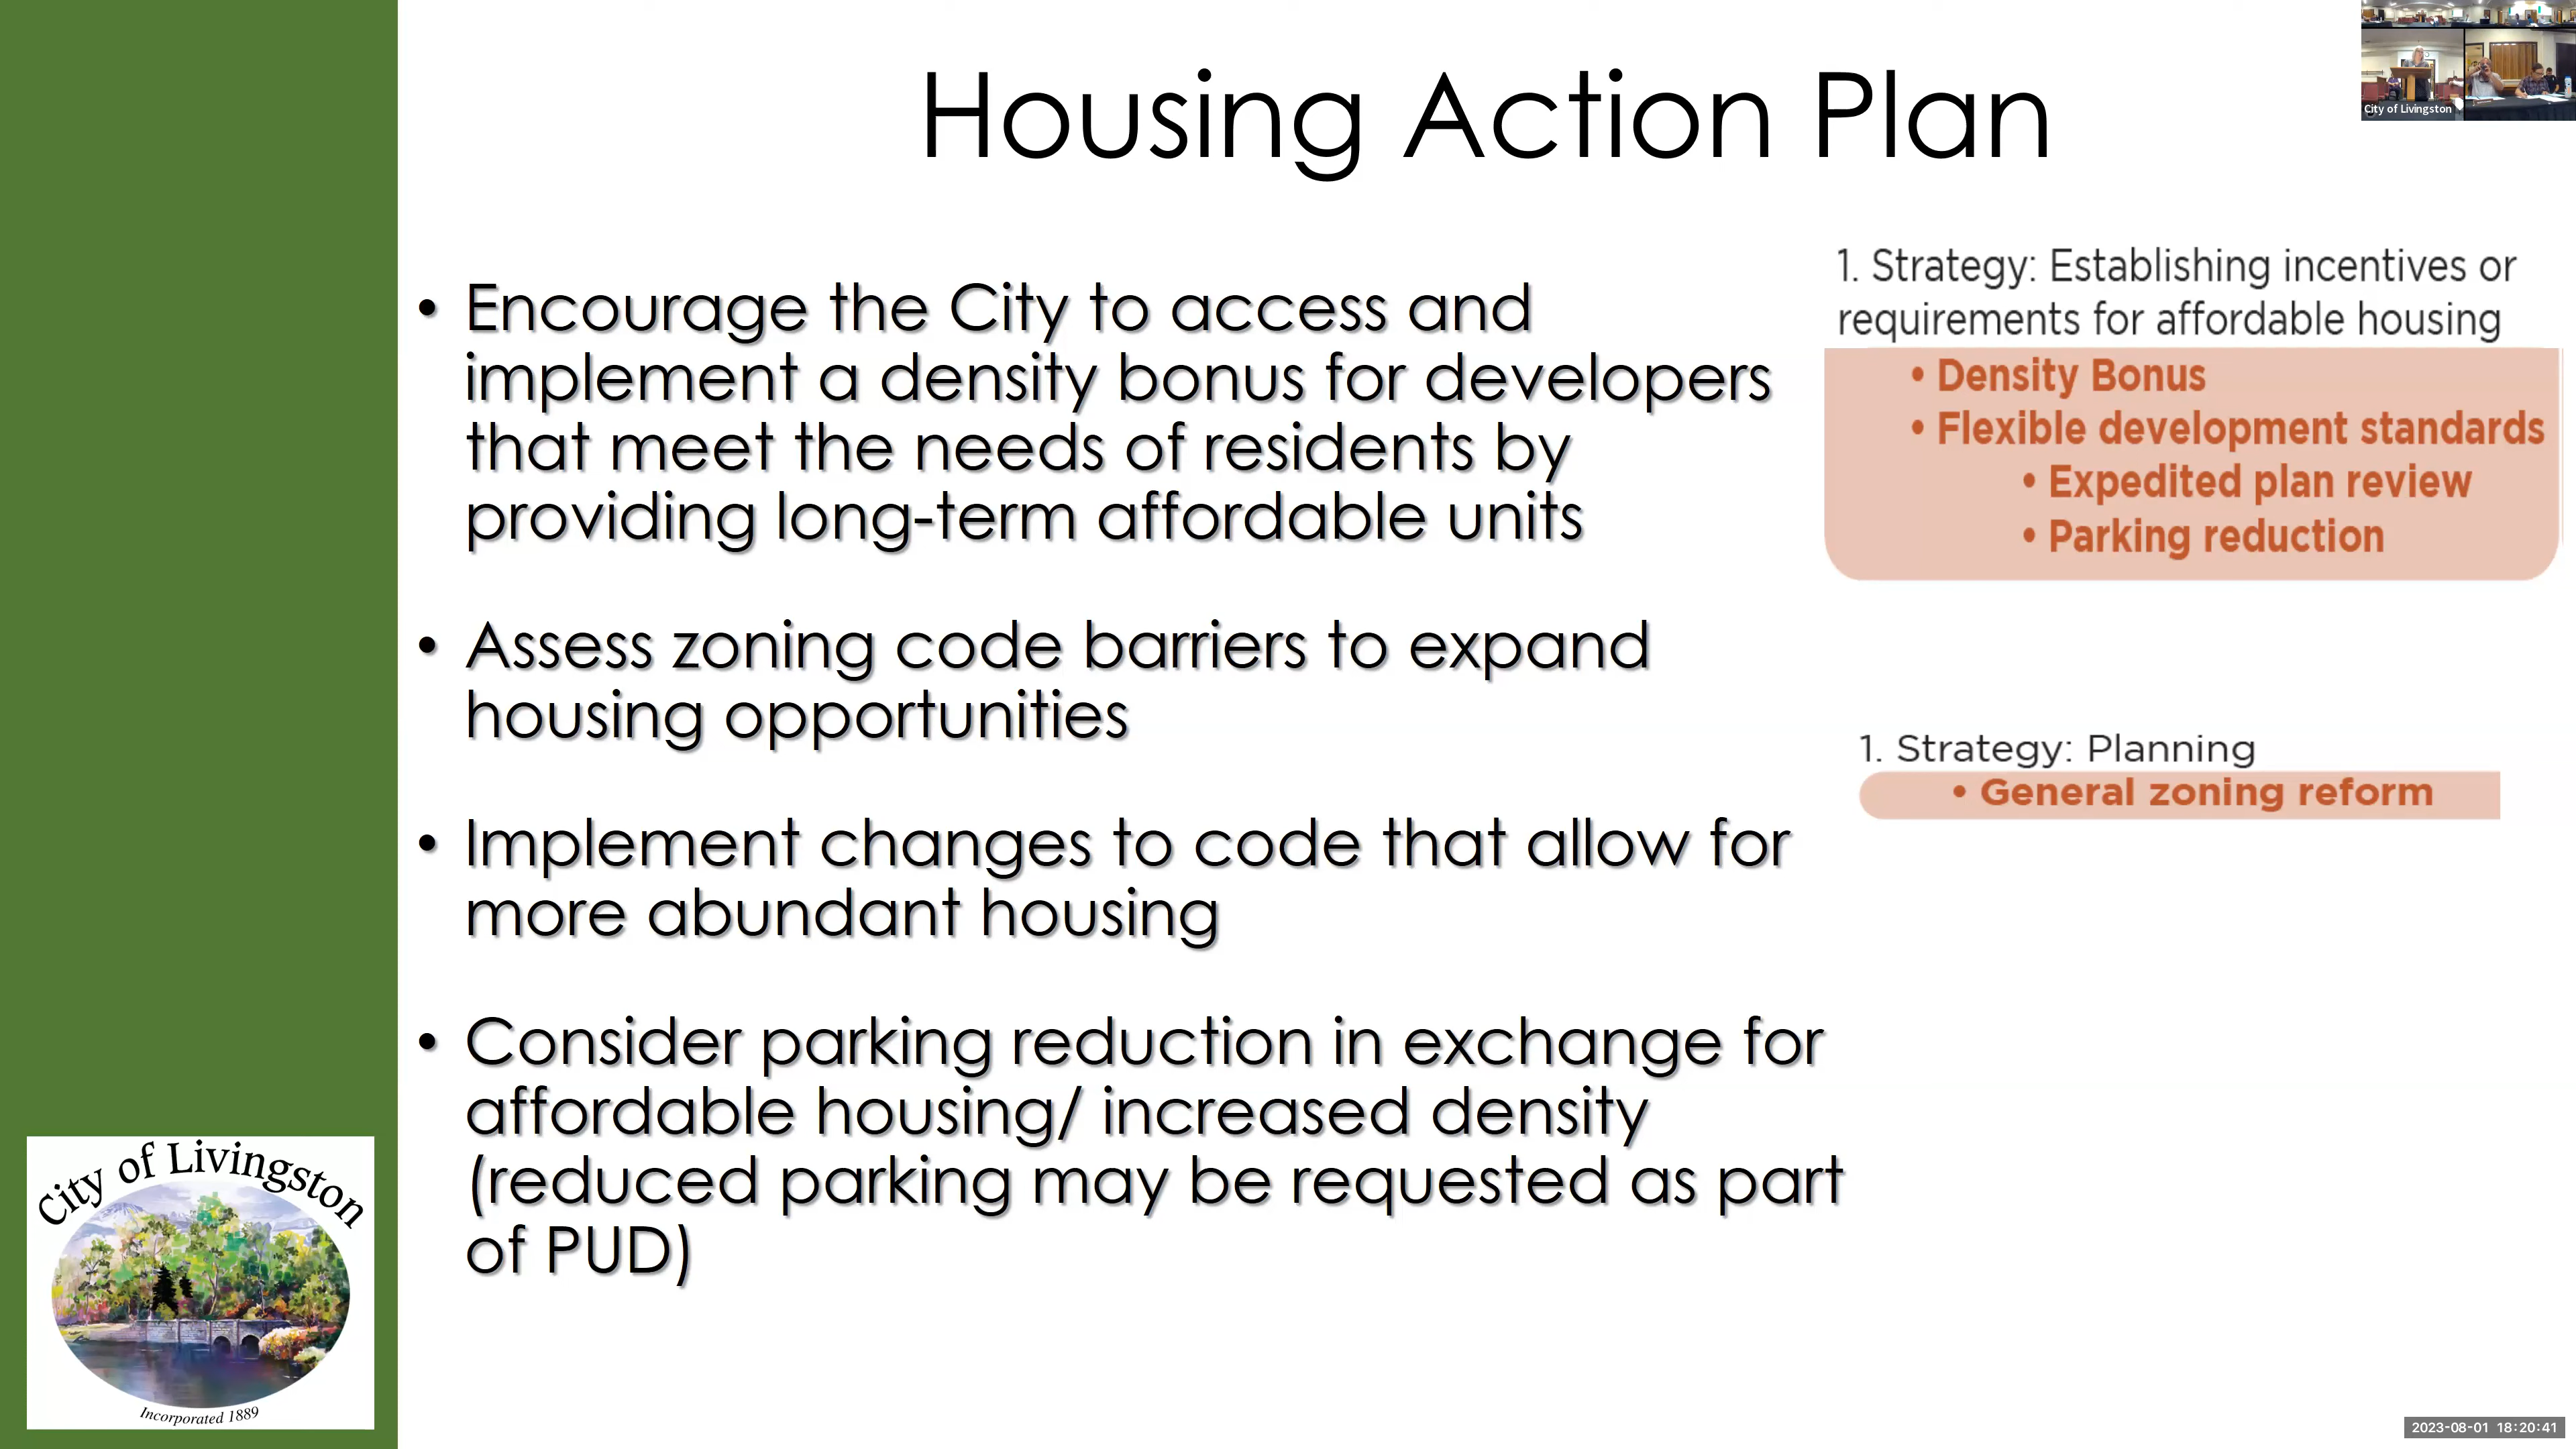 Housing Action Plan
City of Livingston
• Encourage the City to access and
implement a density bonus for developers
that meet the needs of residents by
providing long-term affordable units
• Assess zoning code barriers to expand
housing opportunities
• Implement changes to code that allow for
more abundant housing
• Consider parking reduction in exchange for
affordable housing/ increased density
(reduced parking may be requested as part
of PUD)
1. Strategy: Establishing incentives or
requirements for affordable housing
• Density Bonus
• Flexible development standards
• Expedited plan review
• Parking reduction
1. Strategy: Planning
• General zoning reform
City of Livingston
Incorporated 1889
2023-08-01 18:20:41